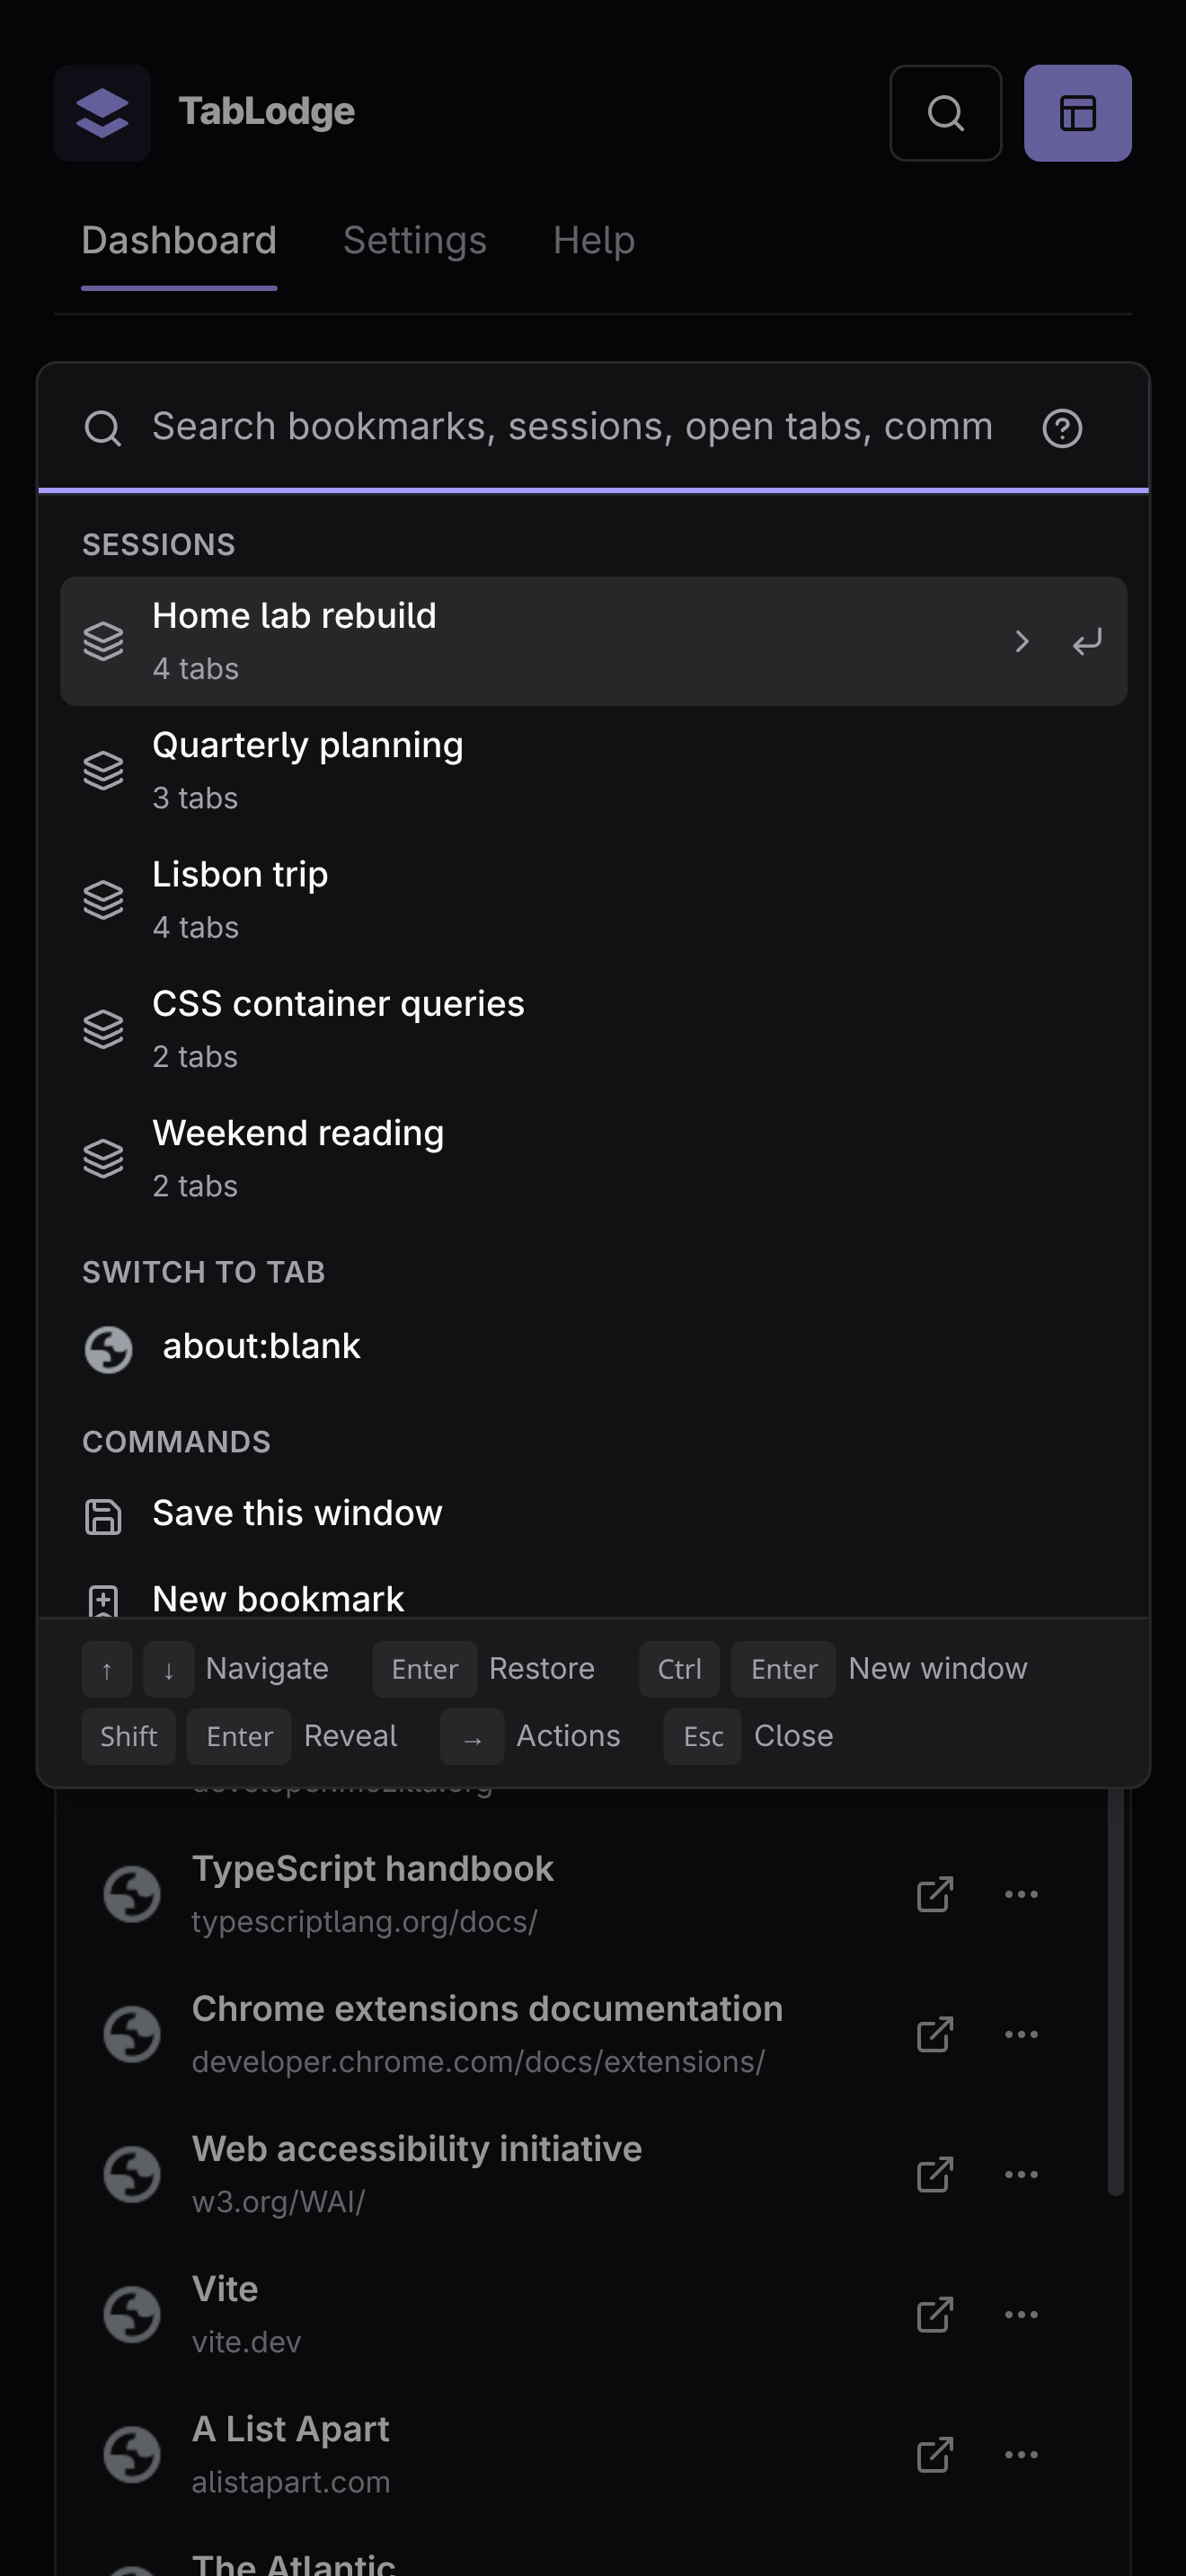 TabLodge
Dashboard Settings Help
Search bookmarks, sessions, open tabs, comm
SESSIONS
Home lab rebuild
4 tabs
Quarterly planning
3 tabs
Lisbon trip
4 tabs
CSS container queries
2 tabs
Weekend reading
2 tabs
SWITCH TO TAB
about:blank
COMMANDS
Save this window
New bookmark
↑ ↓ Navigate Enter Restore Ctrl Enter New window
Shift Enter Reveal → Actions Esc Close
developer.mozilla.org
TypeScript handbook
typescriptlang.org/docs/
Chrome extensions documentation
developer.chrome.com/docs/extensions/
Web accessibility initiative
w3.org/WAI/
Vite
vite.dev
A List Apart
alistapart.com
The Atlantic